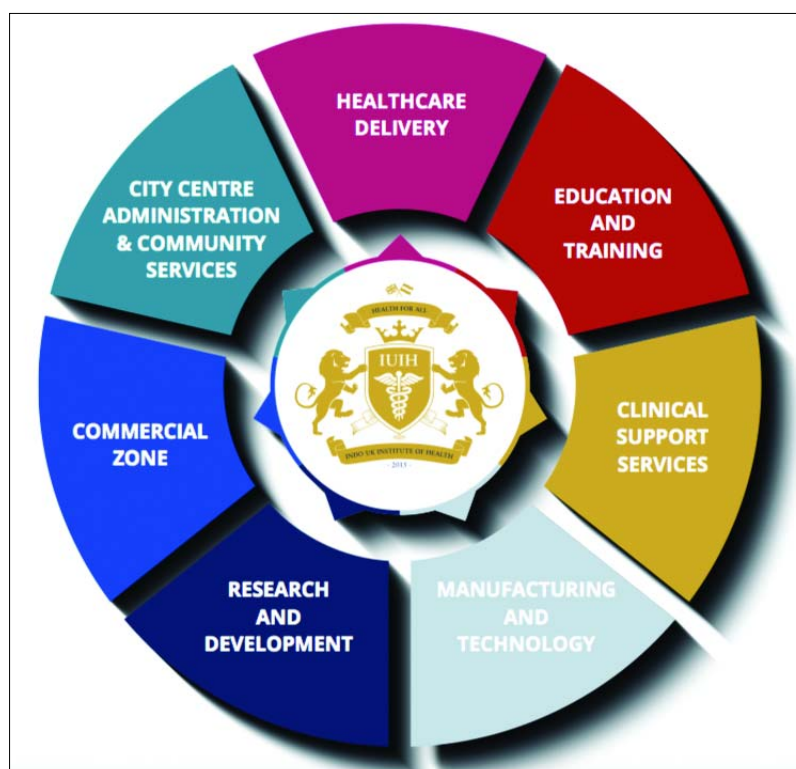 HEALTHCARE
DELIVERY
EDUCATION
AND
TRAINING
CLINICAL
SUPPORT
SERVICES
MANUFACTURING
AND
TECHNOLOGY
RESEARCH
AND
DEVELOPMENT
COMMERCIAL
ZONE
CITY CENTRE
ADMINISTRATION
& COMMUNITY
SERVICES
HEALTH FOR ALL
IUIH
INDO UK INSTITUTE OF HEALTH
- 2013 -